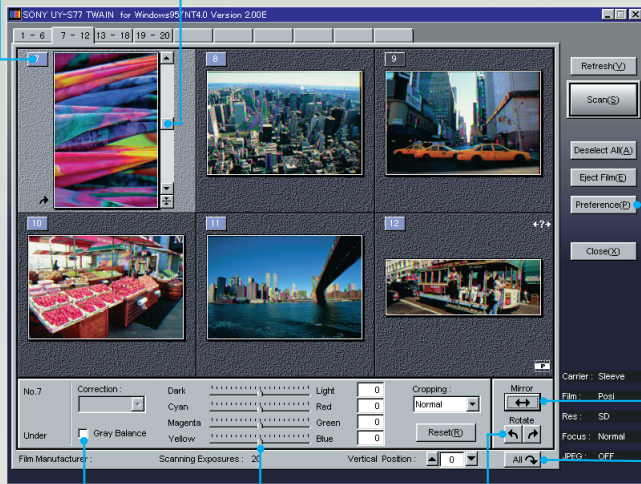 SONY UY-S77 TWAIN for Windows95/NT4.0 Version 2.00E
1 - 6 7 - 12 13 - 18 19 - 20
7 8 9
Refresh(V)
Scan(S)
Deselect All(A)
Eject Film(E)
Preference(P)
Close(X)
10 11 12 ←?→
P
No.7 Correction : Dark Light 0 Cropping : Mirror
Cyan Red 0 Normal
Magenta Green 0 Rotate
Under Gray Balance Yellow Blue 0 Reset(R)
Film Manufacturer : Scanning Exposures : 20 Vertical Position : 0 All
Carrier : Sleeve
Film : Posi
Res : SD
Focus : Normal
JPEG : OFF